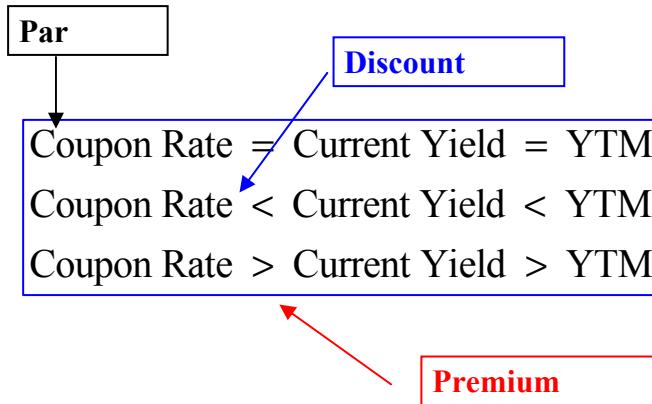 Par
Discount
Coupon Rate = Current Yield = YTM
Coupon Rate < Current Yield < YTM
Coupon Rate > Current Yield > YTM
Premium